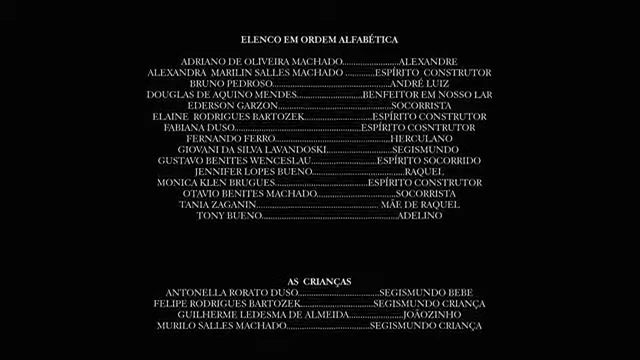 ELENCO EM ORDEM ALFABÉTICA
ADRIANO DE OLIVEIRA MACHADO........................ALEXANDRE
ALEXANDRA MARILIN SALLES MACHADO ............ESPÍRITO CONSTRUTOR
BRUNO PEDROSO..................................................ANDRÉ LUIZ
DOUGLAS DE AQUINO MENDES..........................BENFEITOR EM NOSSO LAR
EDERSON GARZON..............................................SOCORRISTA
ELAINE RODRIGUES BARTOZEK............................ESPÍRITO CONSTRUTOR
FABIANA DUSO..................................................ESPÍRITO COSNTRUTOR
FERNANDO FERRO..............................................HERCULANO
GIOVANI DA SILVA LAVANDOSKI...........................SEGISMUNDO
GUSTAVO BENITES WENCESLAU...........................ESPÍRITO SOCORRIDO
JENNIFER LOPES BUENO......................................RAQUEL
MONICA KLEN BRUGUES......................................ESPÍRITO CONSTRUTOR
OTAVIO BENITES MACHADO.................................SOCORRISTA
TANIA ZAGANIN.................................................. MÃE DE RAQUEL
TONY BUENO.......................................................ADELINO
AS CRIANÇAS
ANTONELLA RORATO DUSO..................................SEGISMUNDO BEBE
FELIPE RODRIGUES BARTOZEK..............................SEGISMUNDO CRIANÇA
GUILHERME LEDESMA DE ALMEIDA.......................JOÃOZINHO
MURILO SALLES MACHADO...................................SEGISMUNDO CRIANÇA